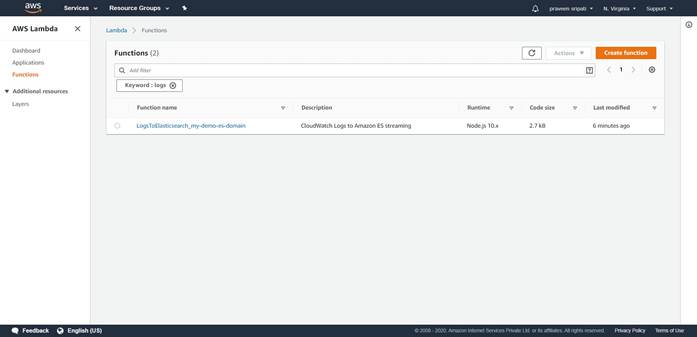 aws
Services
Resource Groups
praveen sripati
N. Virginia
Support
AWS Lambda
Dashboard
Applications
Functions
Additional resources
Layers
Lambda
Functions
Functions (2)
Actions
Create function
Add filter
1
Keyword : logs
Function name
Description
Runtime
Code size
Last modified
LogsToElasticsearch_my-demo-es-domain
CloudWatch Logs to Amazon ES streaming
Node.js 10.x
2.7 kB
6 minutes ago
Feedback
English (US)
© 2008 - 2020, Amazon Internet Services Private Ltd. or its affiliates. All rights reserved.
Privacy Policy
Terms of Use